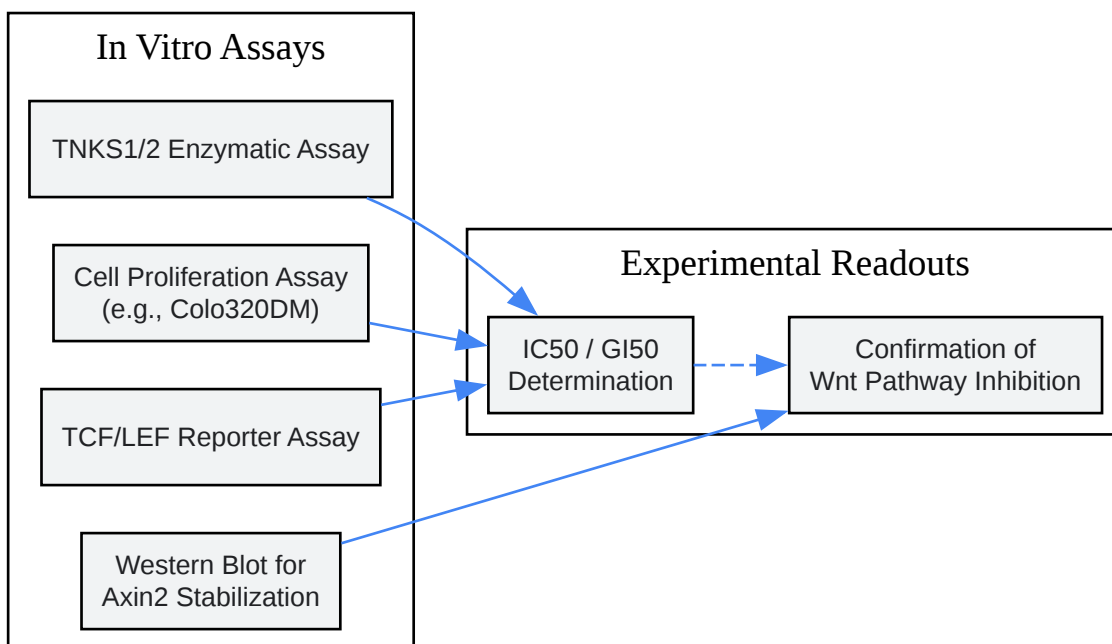 In Vitro Assays
TNKS1/2 Enzymatic Assay
Cell Proliferation Assay
(e.g., Colo320DM)
TCF/LEF Reporter Assay
Western Blot for
Axin2 Stabilization
Experimental Readouts
IC50 / GI50
Determination
Confirmation of
Wnt Pathway Inhibition